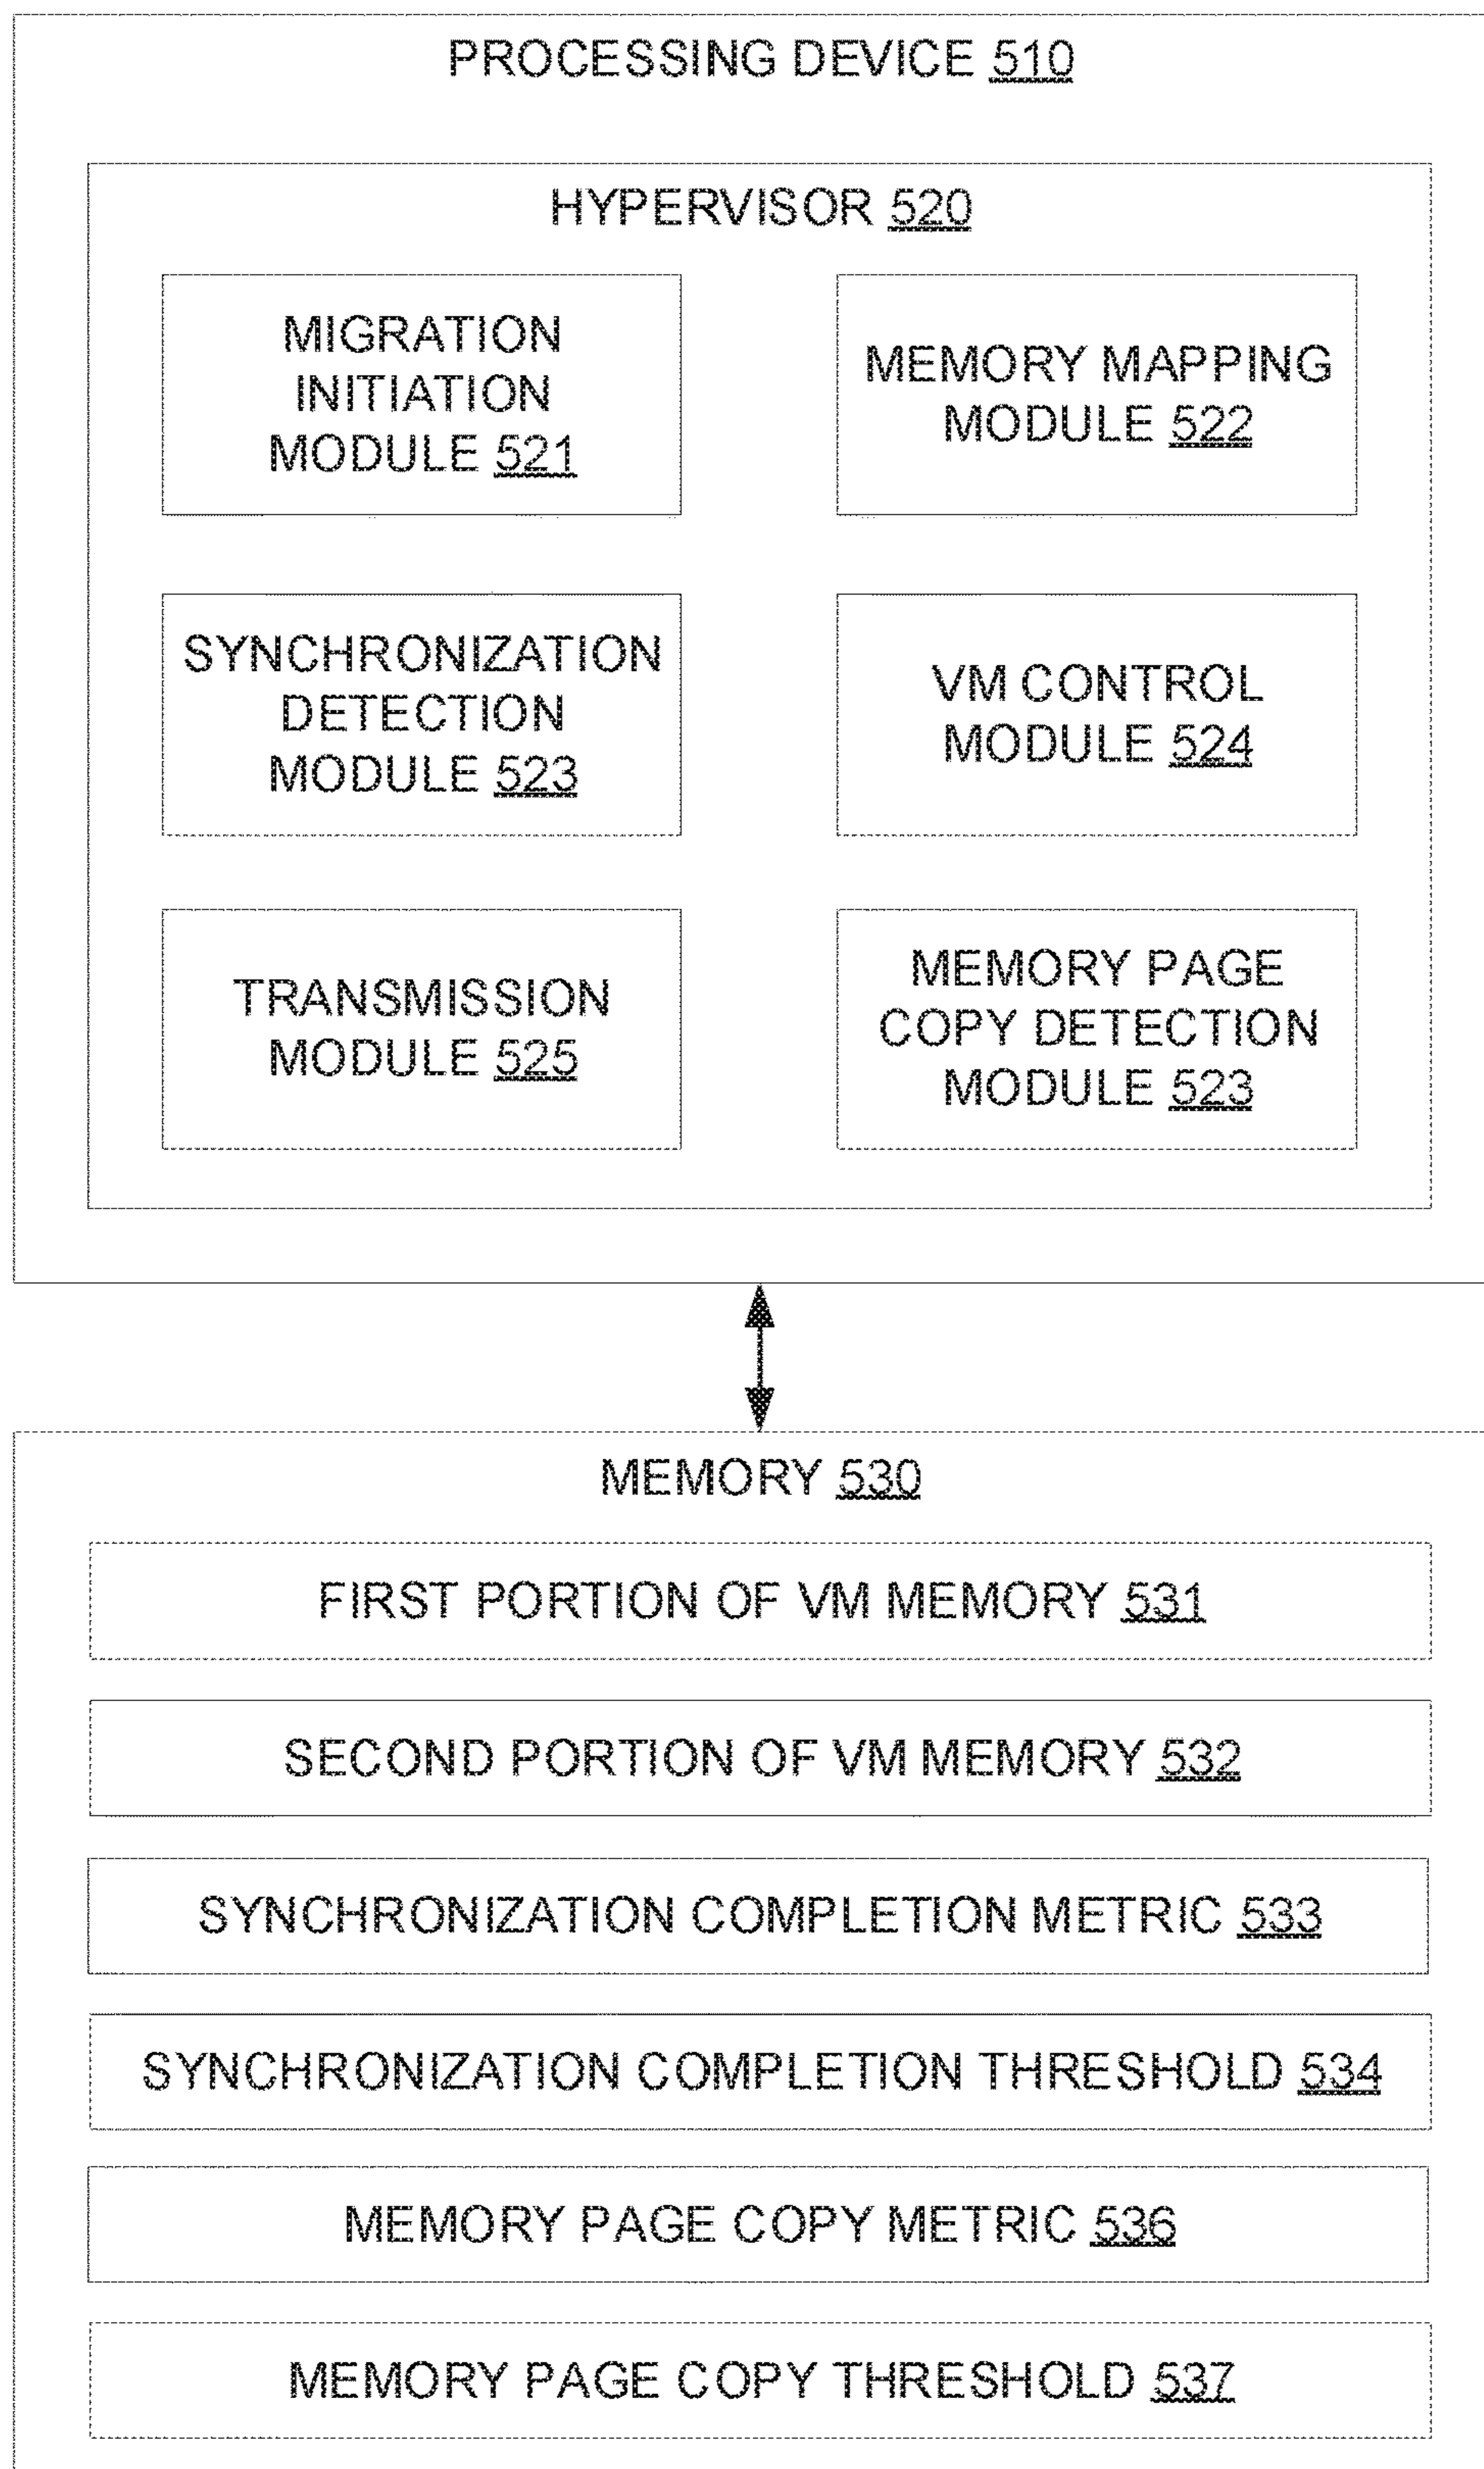 PROCESSING DEVICE 510
HYPERVISOR 520
MIGRATION
INITIATION
MODULE 521
MEMORY MAPPING
MODULE 522
SYNCHRONIZATION
DETECTION
MODULE 523
VM CONTROL
MODULE 524
TRANSMISSION
MODULE 525
MEMORY PAGE
COPY DETECTION
MODULE 523
MEMORY 530
FIRST PORTION OF VM MEMORY 531
SECOND PORTION OF VM MEMORY 532
SYNCHRONIZATION COMPLETION METRIC 533
SYNCHRONIZATION COMPLETION THRESHOLD 534
MEMORY PAGE COPY METRIC 536
MEMORY PAGE COPY THRESHOLD 537